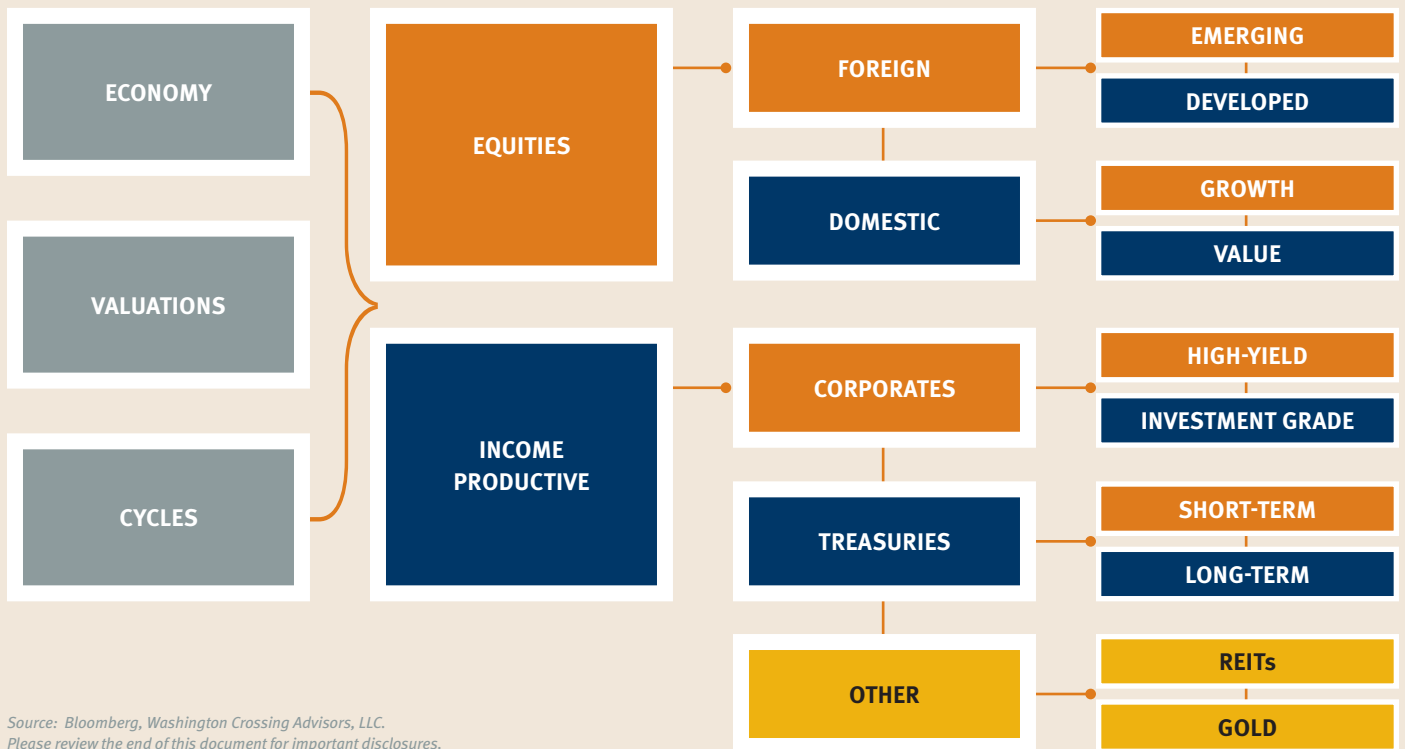 ECONOMY
VALUATIONS
CYCLES
EQUITIES
INCOME
PRODUCTIVE
FOREIGN
DOMESTIC
CORPORATES
TREASURIES
OTHER
EMERGING
DEVELOPED
GROWTH
VALUE
HIGH-YIELD
INVESTMENT GRADE
SHORT-TERM
LONG-TERM
REITs
GOLD
Source: Bloomberg, Washington Crossing Advisors, LLC.
Please review the end of this document for important disclosures.